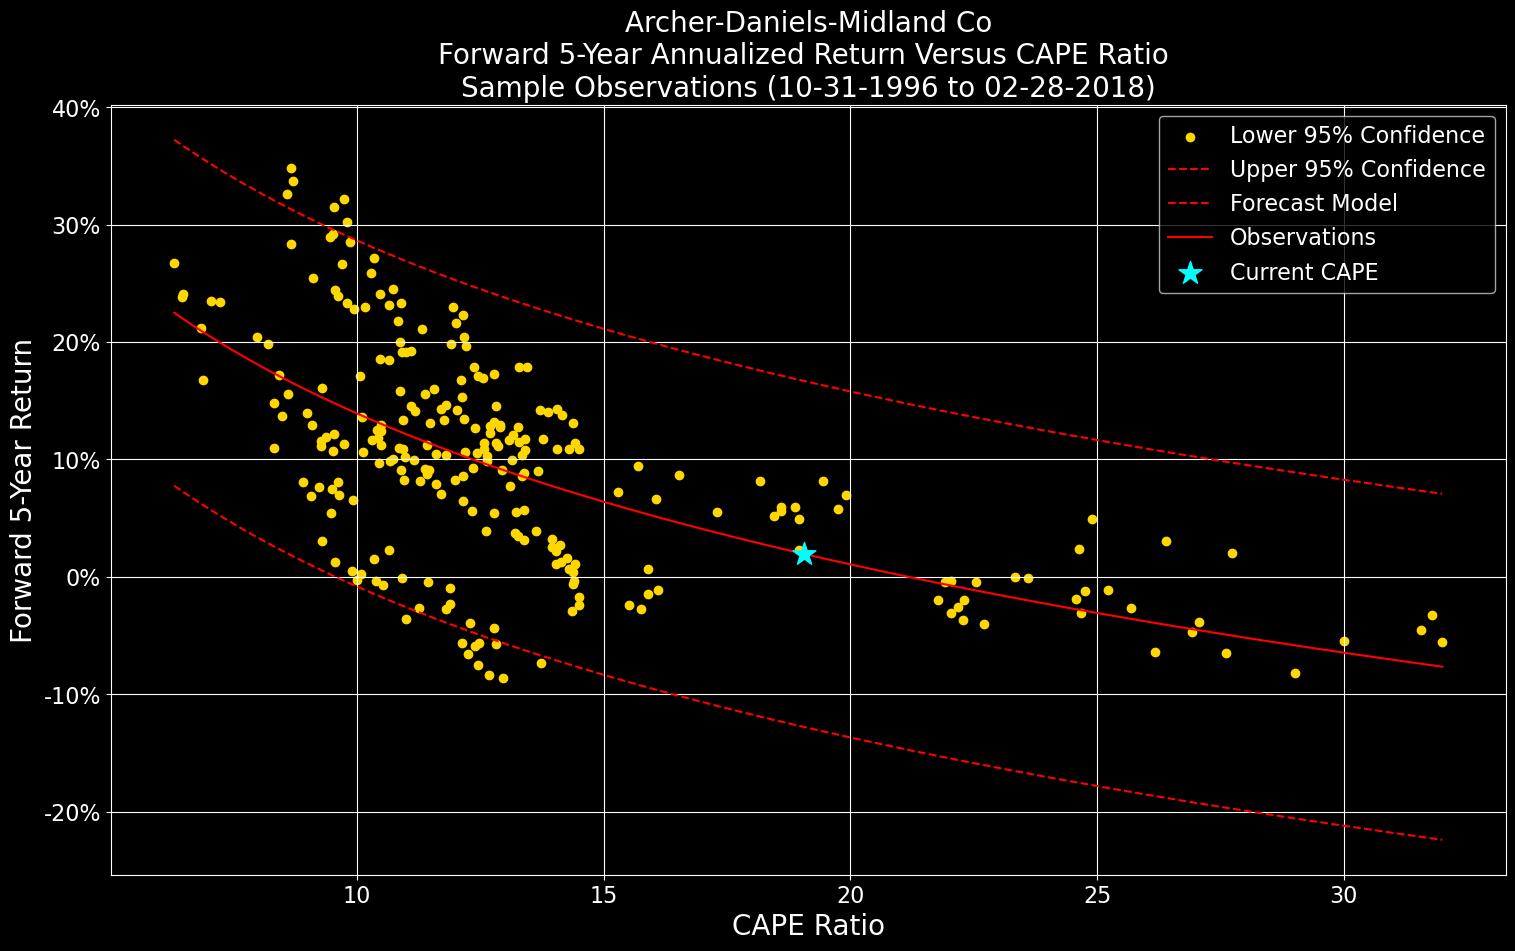 Archer-Daniels-Midland Co
Forward 5-Year Annualized Return Versus CAPE Ratio
Sample Observations (10-31-1996 to 02-28-2018)
40%
30%
20%
10%
0%
-10%
-20%
Forward 5-Year Return
Lower 95% Confidence
Upper 95% Confidence
Forecast Model
Observations
Current CAPE
10 15 20 25 30
CAPE Ratio